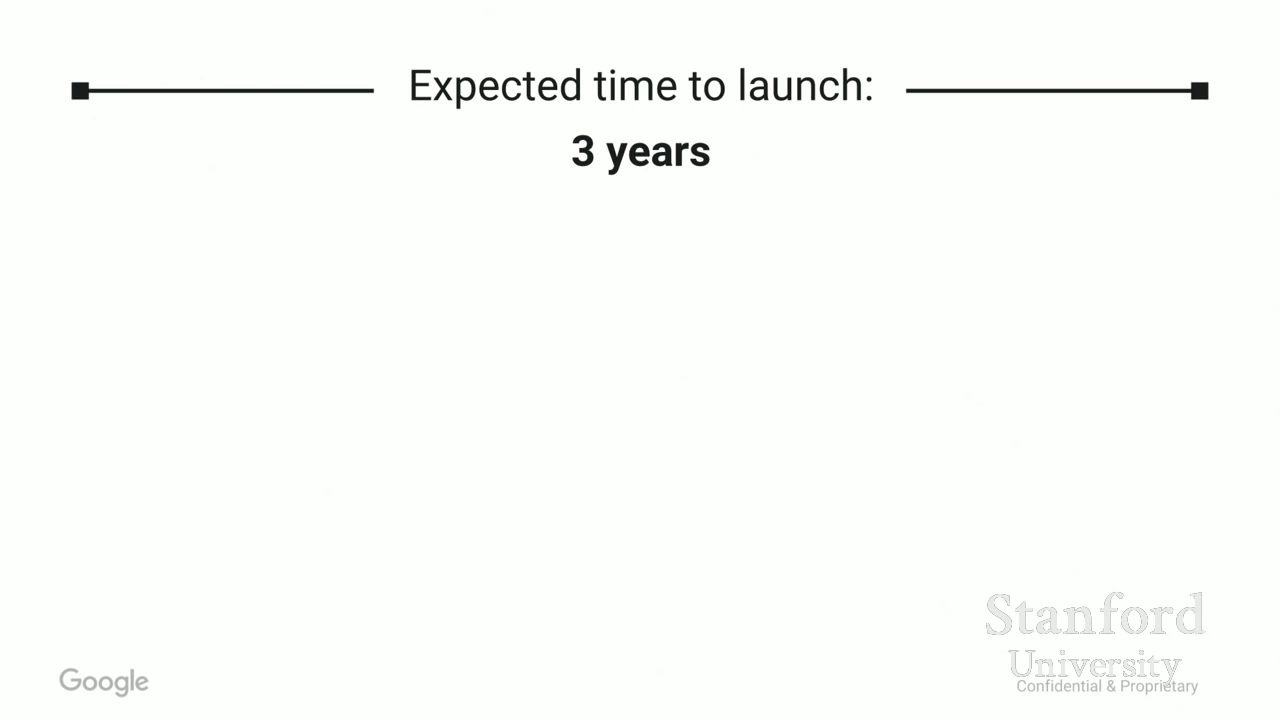 Expected time to launch:
3 years
Stanford
University
Google
Confidential & Proprietary